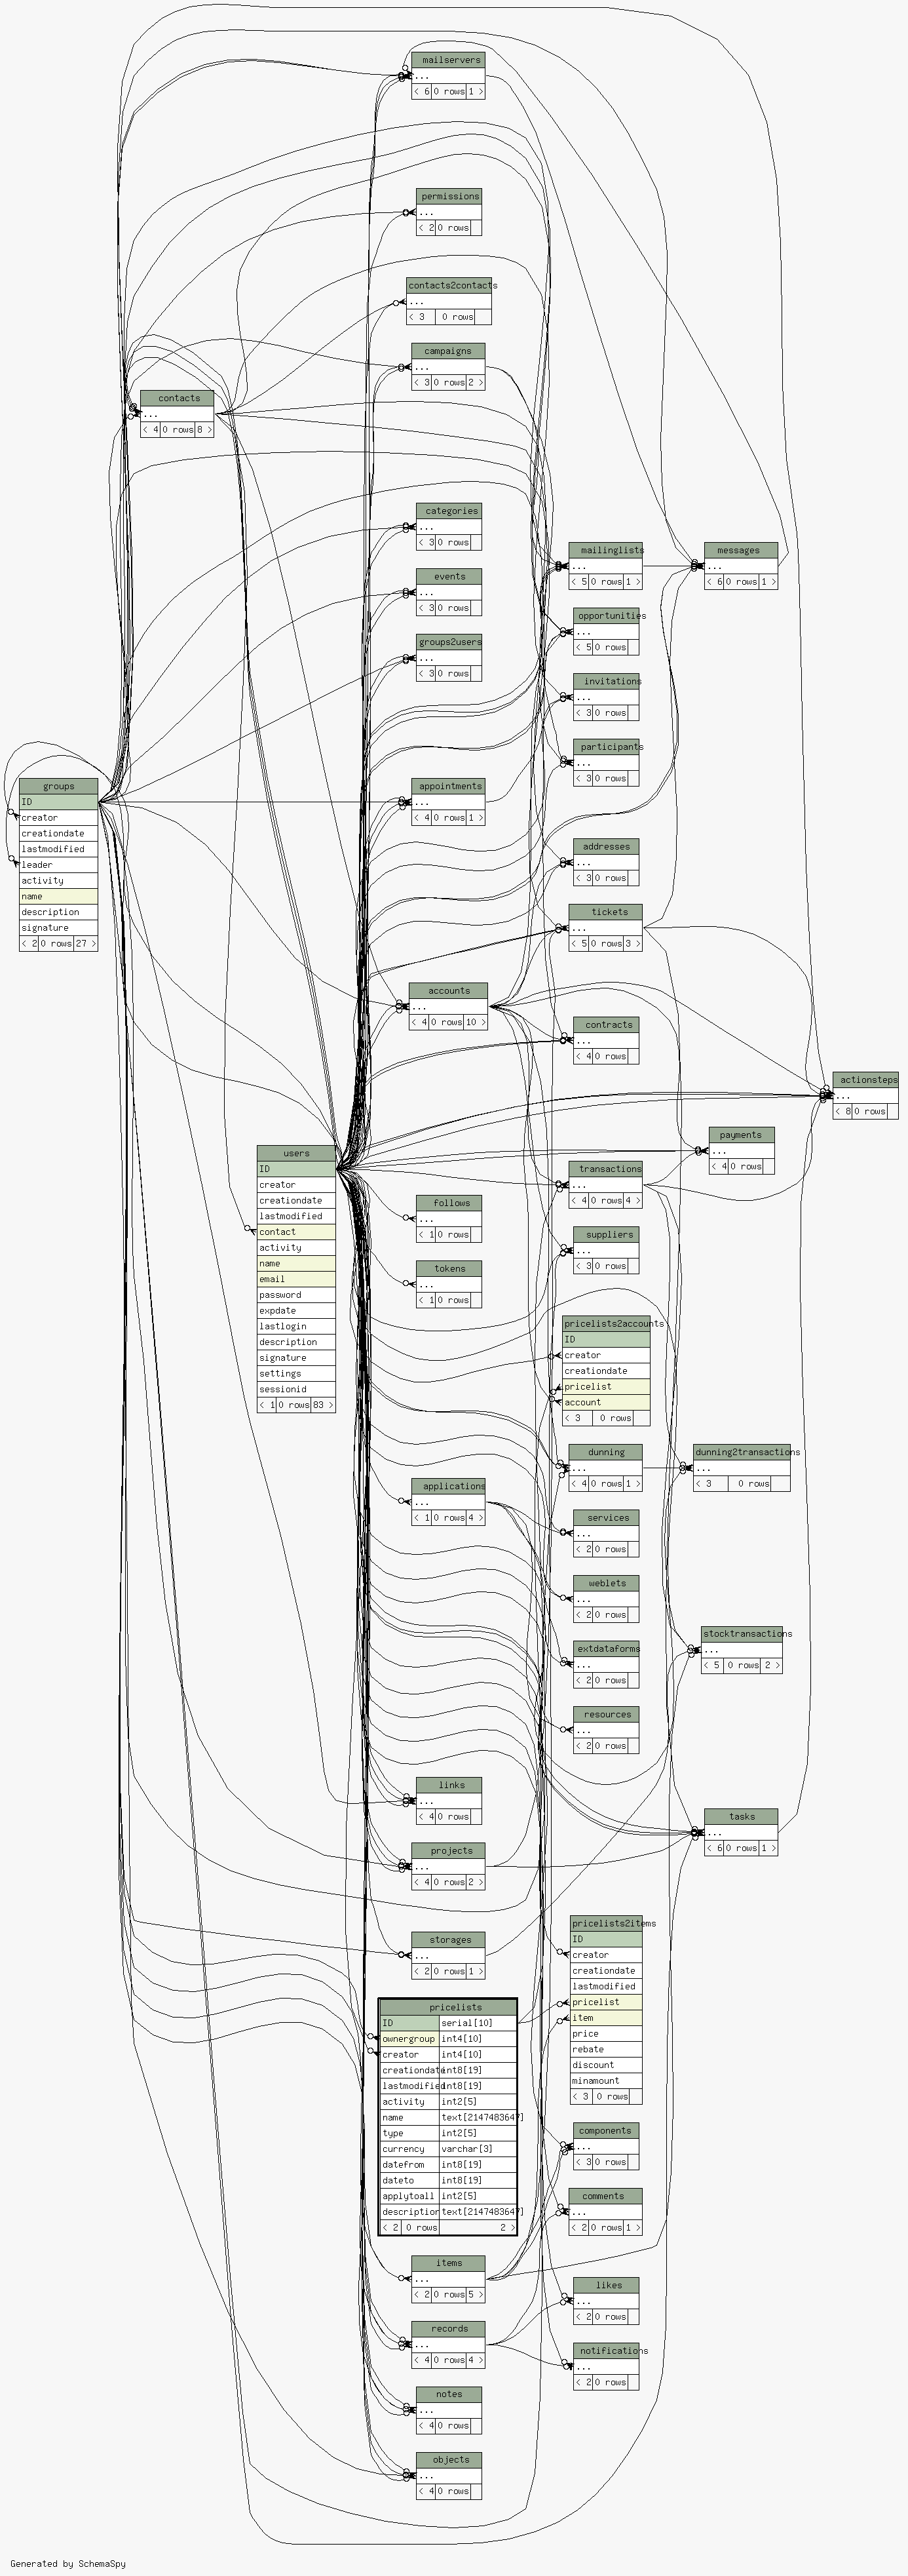 mailservers
...
< 6 0 rows 1 >
permissions
...
< 2 0 rows
contacts2contacts
...
< 3 0 rows
campaigns
...
< 3 0 rows 2 >
contacts
...
< 4 0 rows 8 >
categories
...
< 3 0 rows
events
...
< 3 0 rows
groups2users
...
< 3 0 rows
mailinglists
...
< 5 0 rows 1 >
messages
...
< 6 0 rows 1 >
opportunities
...
< 5 0 rows
invitations
...
< 3 0 rows
participants
...
< 3 0 rows
groups
ID
creator
creationdate
lastmodified
leader
activity
name
description
signature
< 2 0 rows 27 >
appointments
...
< 4 0 rows 1 >
addresses
...
< 3 0 rows
tickets
...
< 5 0 rows 3 >
accounts
...
< 4 0 rows 10 >
contracts
...
< 4 0 rows
actionsteps
...
< 8 0 rows
payments
...
< 4 0 rows
users
ID
creator
creationdate
lastmodified
contact
activity
name
email
password
expdate
lastlogin
description
signature
settings
sessionid
< 1 0 rows 83 >
transactions
...
< 4 0 rows 4 >
follows
...
< 1 0 rows
suppliers
...
< 3 0 rows
tokens
...
< 1 0 rows
pricelists2accounts
ID
creator
creationdate
pricelist
account
< 3 0 rows
dunning
...
< 4 0 rows 1 >
dunning2transactions
...
< 3 0 rows
applications
...
< 1 0 rows 4 >
services
...
< 2 0 rows
weblets
...
< 2 0 rows
extdataforms
...
< 2 0 rows
stocktransactions
...
< 5 0 rows 2 >
resources
...
< 2 0 rows
links
...
< 4 0 rows
tasks
...
< 6 0 rows 1 >
projects
...
< 4 0 rows 2 >
storages
...
< 2 0 rows 1 >
pricelists2items
ID
creator
creationdate
lastmodified
pricelist
item
price
rebate
discount
minamount
< 3 0 rows
pricelists
ID serial[10]
ownergroup int4[10]
creator int4[10]
creationdate int8[19]
lastmodified int8[19]
activity int2[5]
name text[2147483647]
type int2[5]
currency varchar[3]
datefrom int8[19]
dateto int8[19]
applytoall int2[5]
description text[2147483647]
< 2 0 rows 2 >
components
...
< 3 0 rows
comments
...
< 2 0 rows 1 >
items
...
< 2 0 rows 5 >
likes
...
< 2 0 rows
records
...
< 4 0 rows 4 >
notifications
...
< 2 0 rows
notes
...
< 4 0 rows
objects
...
< 4 0 rows
Generated by SchemaSpy